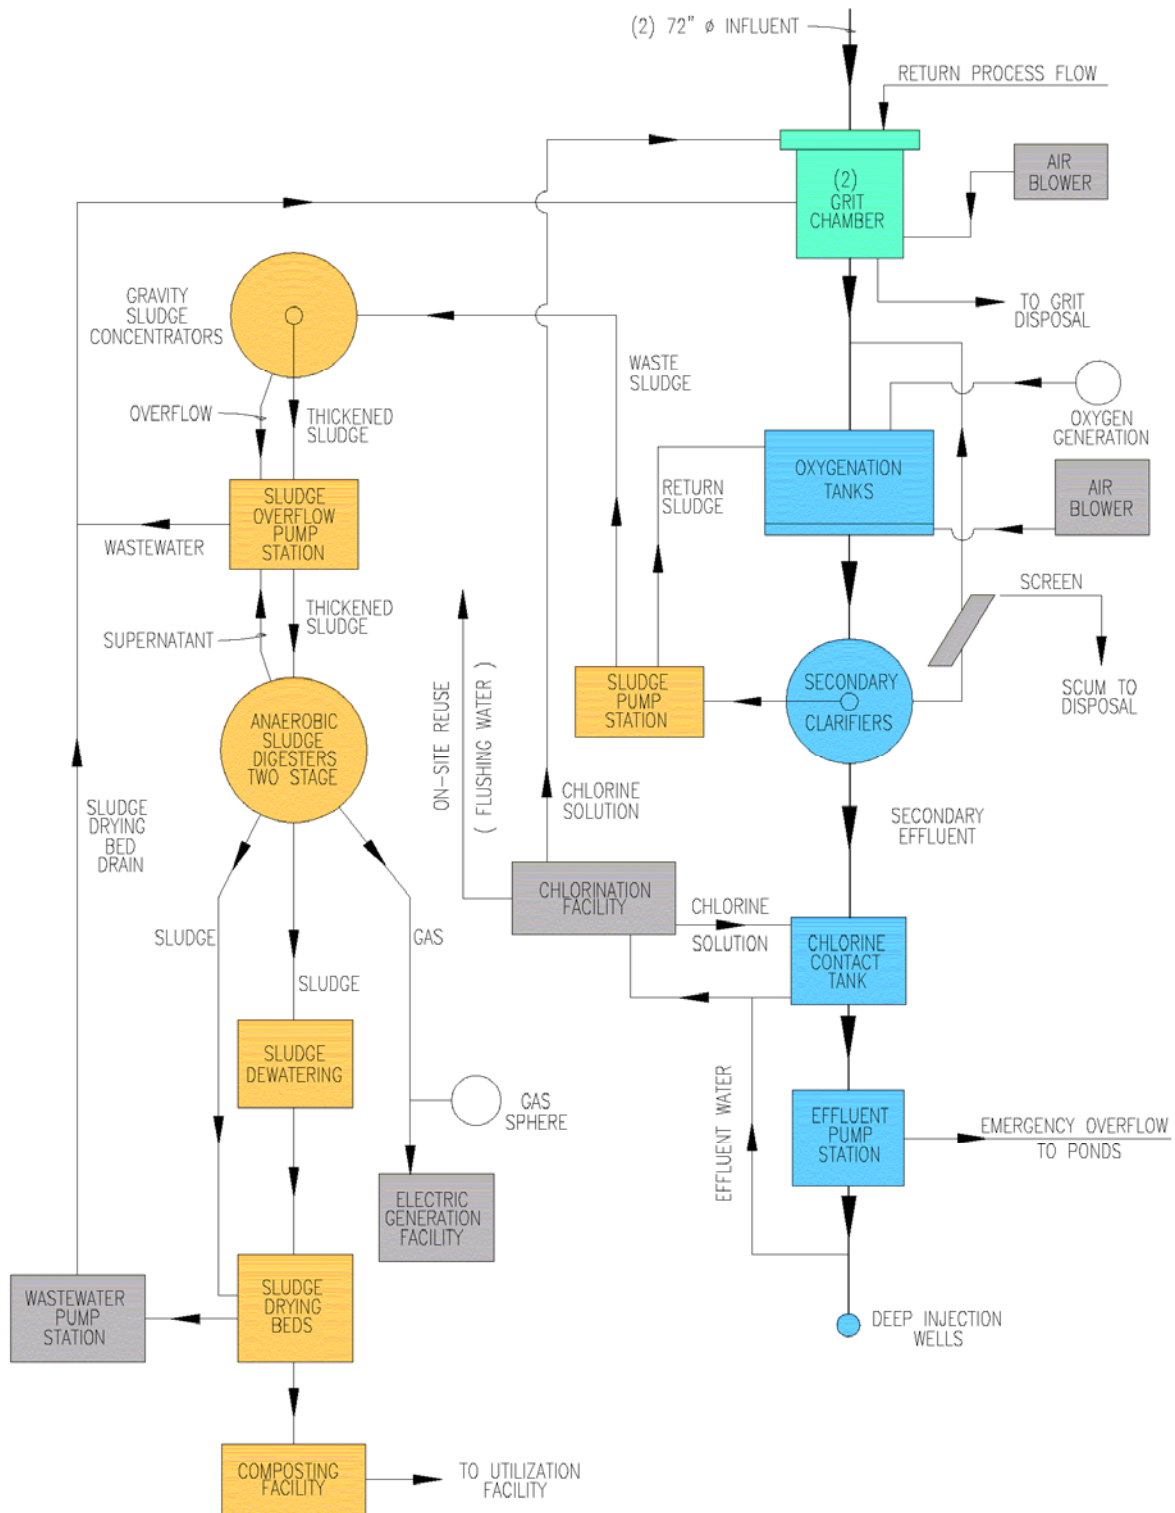 (2) 72" ø INFLUENT
RETURN PROCESS FLOW
AIR
BLOWER
(2)
GRIT
CHAMBER
TO GRIT
DISPOSAL
GRAVITY
SLUDGE
CONCENTRATORS
WASTE
SLUDGE
OVERFLOW
THICKENED
SLUDGE
OXYGEN
GENERATION
OXYGENATION
TANKS
RETURN
SLUDGE
AIR
BLOWER
SLUDGE
OVERFLOW
PUMP
STATION
WASTEWATER
SCREEN
THICKENED
SLUDGE
SUPERNATANT
SLUDGE
PUMP
STATION
SECONDARY
CLARIFIERS
SCUM TO
DISPOSAL
ANAEROBIC
SLUDGE
DIGESTERS
TWO STAGE
ON-SITE REUSE
( FLUSHING WATER )
CHLORINE
SOLUTION
SLUDGE
DRYING
BED
DRAIN
SECONDARY
EFFLUENT
CHLORINATION
FACILITY
CHLORINE
SOLUTION
SLUDGE
GAS
CHLORINE
CONTACT
TANK
SLUDGE
SLUDGE
DEWATERING
GAS
SPHERE
EFFLUENT WATER
EFFLUENT
PUMP
STATION
EMERGENCY OVERFLOW
TO PONDS
ELECTRIC
GENERATION
FACILITY
WASTEWATER
PUMP
STATION
SLUDGE
DRYING
BEDS
DEEP INJECTION
WELLS
COMPOSTING
FACILITY
TO UTILIZATION
FACILITY